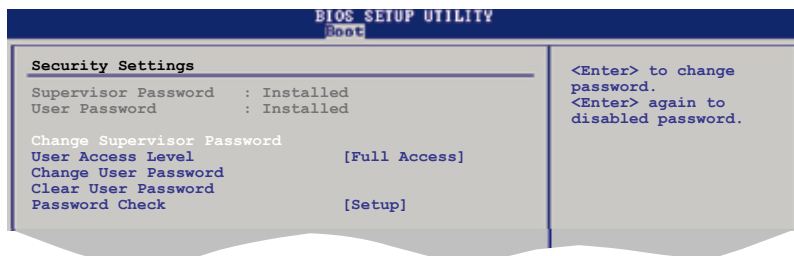 BIOS SETUP UTILITY
Boot
Security Settings
Supervisor Password : Installed
User Password : Installed
Change Supervisor Password
User Access Level [Full Access]
Change User Password
Clear User Password
Password Check [Setup]
<Enter> to change
password.
<Enter> again to
disabled password.